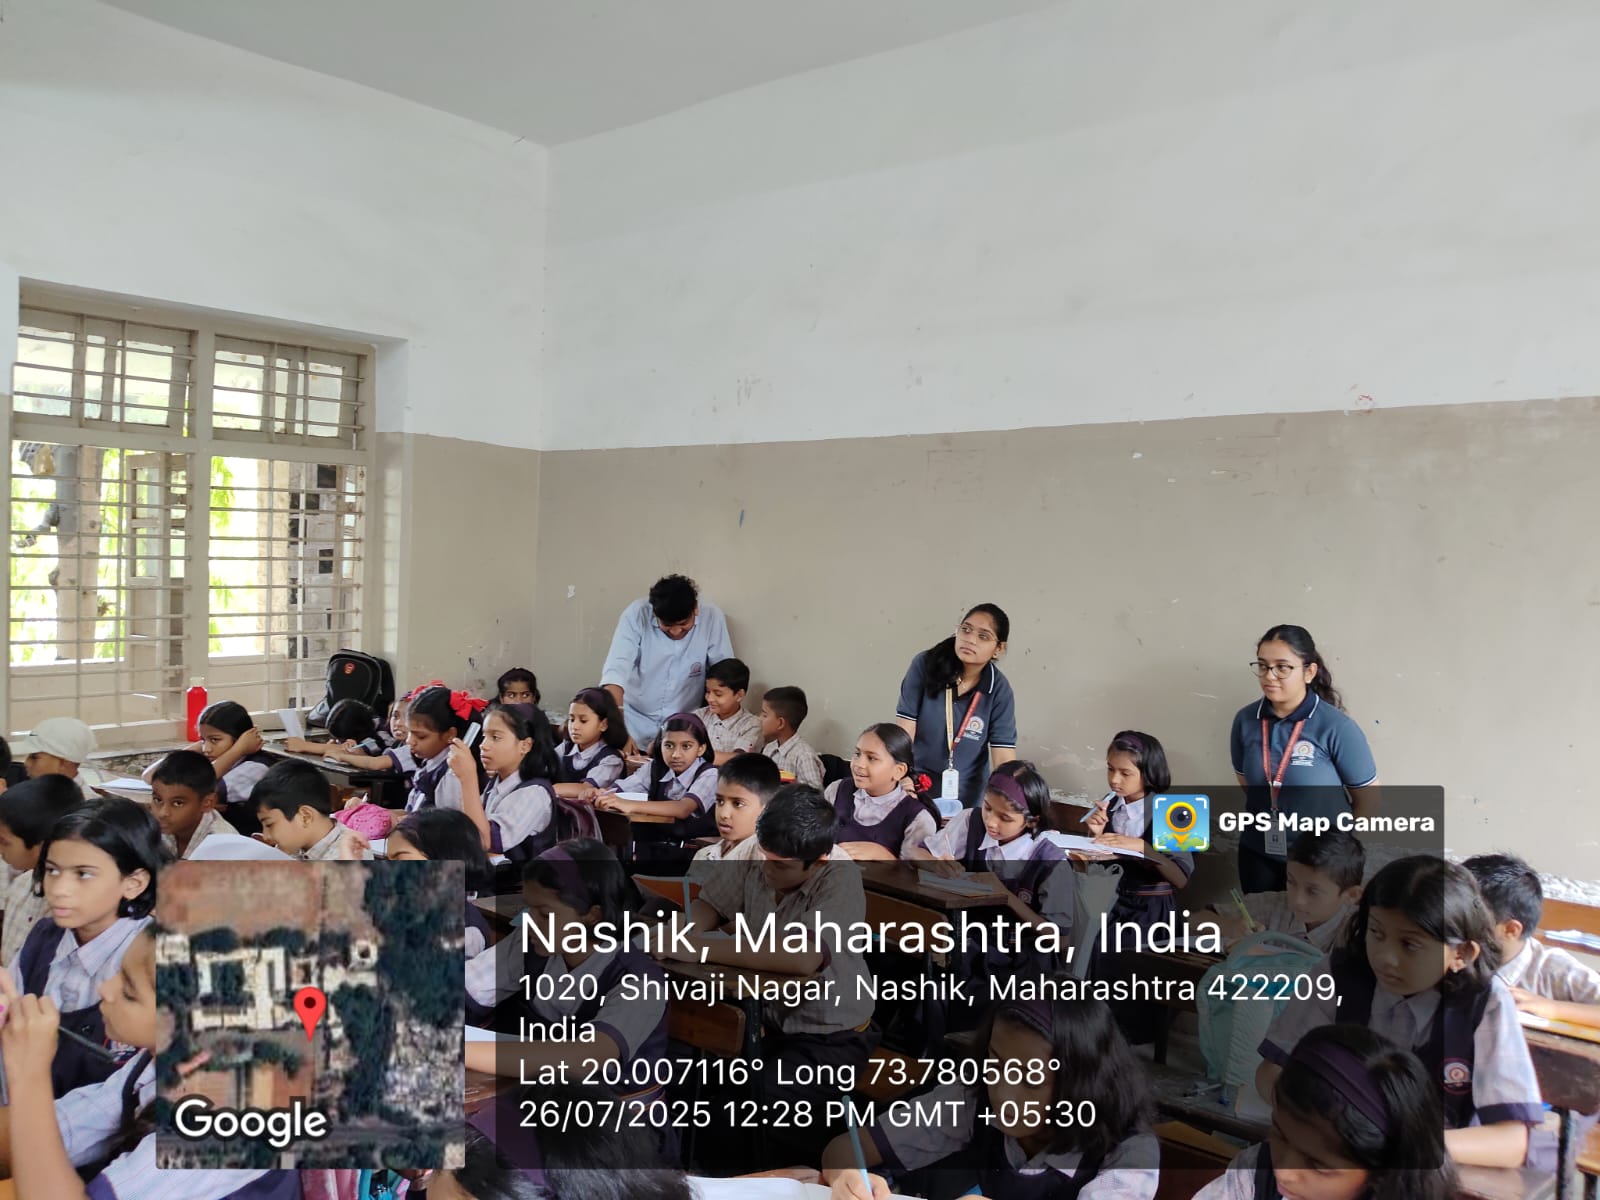 GPS Map Camera
Nashik, Maharashtra, India
1020, Shivaji Nagar, Nashik, Maharashtra 422209,
India
Lat 20.007116° Long 73.780568°
26/07/2025 12:28 PM GMT +05:30
Google